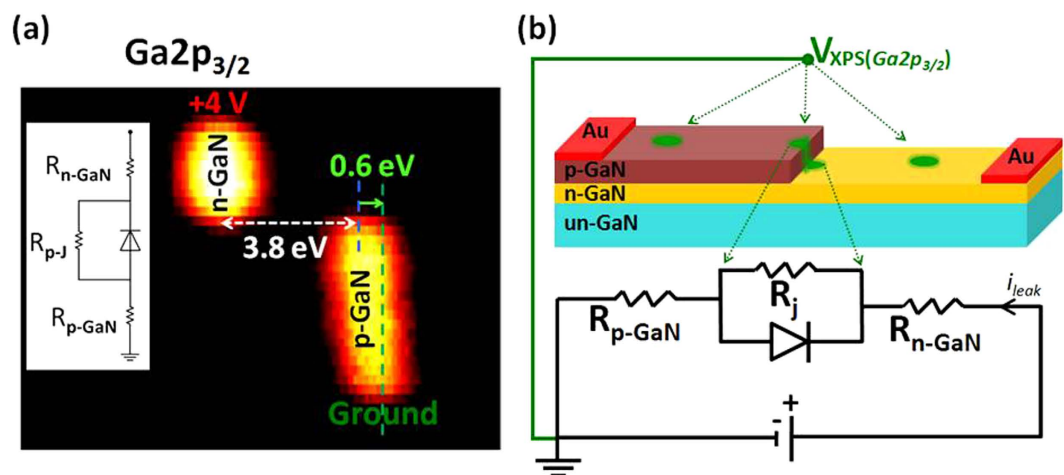 (a)
Ga2p3/2
+4 V
n-GaN
0.6 eV
3.8 eV
p-GaN
Ground
Rn-GaN
Rp-J
Rp-GaN
(b)
VXPS(Ga2p3/2)
Au
p-GaN
n-GaN
un-GaN
Au
Rp-GaN
Rj
Rn-GaN
ileak
- +